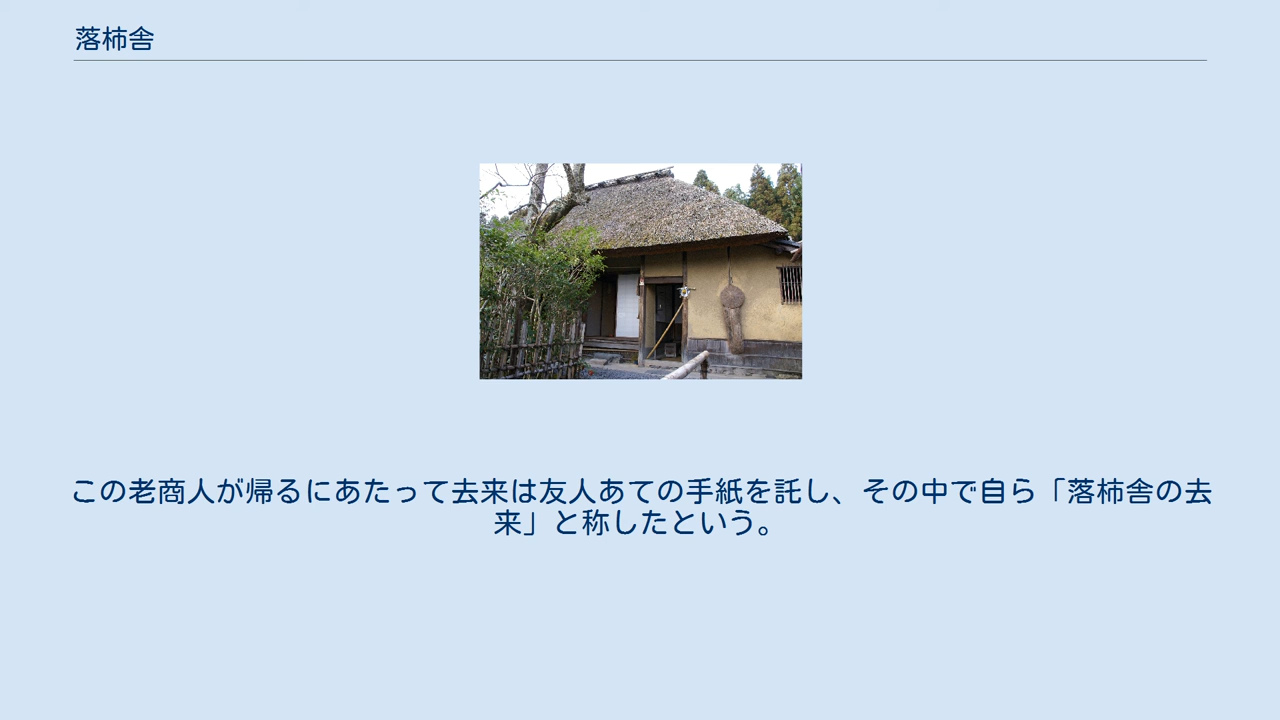 落柿舎
この老商人が帰るにあたって去来は友人あての手紙を託し、その中で自ら「落柿舎の去
来」と称したという。